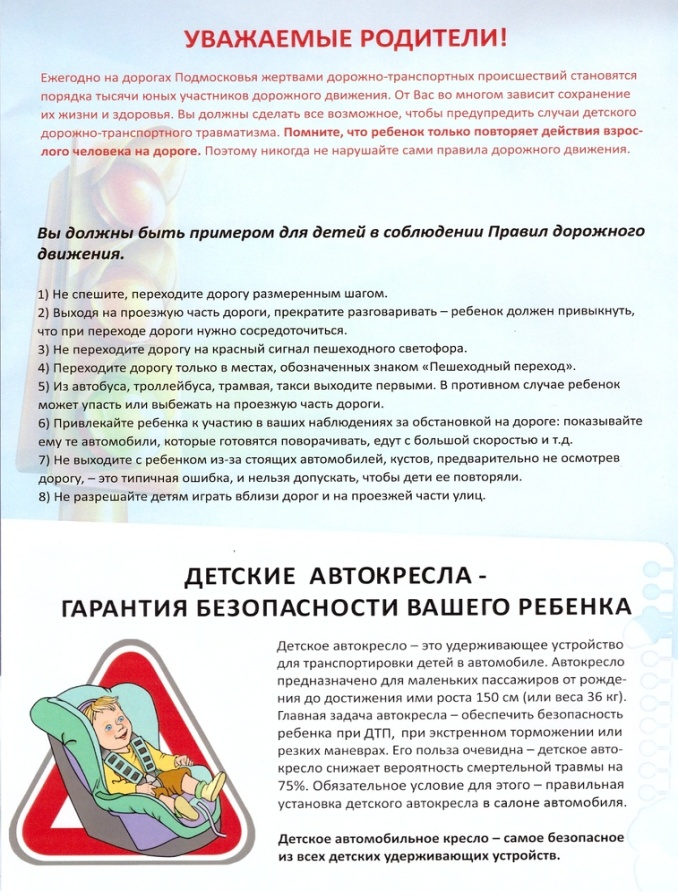 УВАЖАЕМЫЕ РОДИТЕЛИ!
Ежегодно на дорогах Подмосковья жертвами дорожно-транспортных происшествий становятся
порядка тысячи юных участников дорожного движения. От Вас во многом зависит сохранение
их жизни и здоровья. Вы должны сделать все возможное, чтобы предупредить случаи детского
дорожно-транспортного травматизма. Помните, что ребенок только повторяет действия взрос-
лого человека на дороге. Поэтому никогда не нарушайте сами правила дорожного движения.
Вы должны быть примером для детей в соблюдении Правил дорожного
движения.
1) Не спешите, переходите дорогу размеренным шагом.
2) Выходя на проезжую часть дороги, прекратите разговаривать – ребенок должен привыкнуть,
что при переходе дороги нужно сосредоточиться.
3) Не переходите дорогу на красный сигнал пешеходного светофора.
4) Переходите дорогу только в местах, обозначенных знаком «Пешеходный переход».
5) Из автобуса, троллейбуса, трамвая, такси выходите первыми. В противном случае ребенок
может упасть или выбежать на проезжую часть дороги.
6) Привлекайте ребенка к участию в ваших наблюдениях за обстановкой на дороге: показывайте
ему те автомобили, которые готовятся поворачивать, едут с большой скоростью и т.д.
7) Не выходите с ребенком из-за стоящих автомобилей, кустов, предварительно не осмотрев
дорогу, – это типичная ошибка, и нельзя допускать, чтобы дети ее повторяли.
8) Не разрешайте детям играть вблизи дорог и на проезжей части улиц.
ДЕТСКИЕ АВТОКРЕСЛА -
ГАРАНТИЯ БЕЗОПАСНОСТИ ВАШЕГО РЕБЕНКА
Детское автокресло – это удерживающее устройство
для транспортировки детей в автомобиле. Автокресло
предназначено для маленьких пассажиров от рожде-
ния до достижения ими роста 150 см (или веса 36 кг).
Главная задача автокресла – обеспечить безопасность
ребенка при ДТП, при экстренном торможении или
резких маневрах. Его польза очевидна – детское авто-
кресло снижает вероятность смертельной травмы на
75%. Обязательное условие для этого – правильная
установка детского автокресла в салоне автомобиля.
Детское автомобильное кресло – самое безопасное
из всех детских удерживающих устройств.